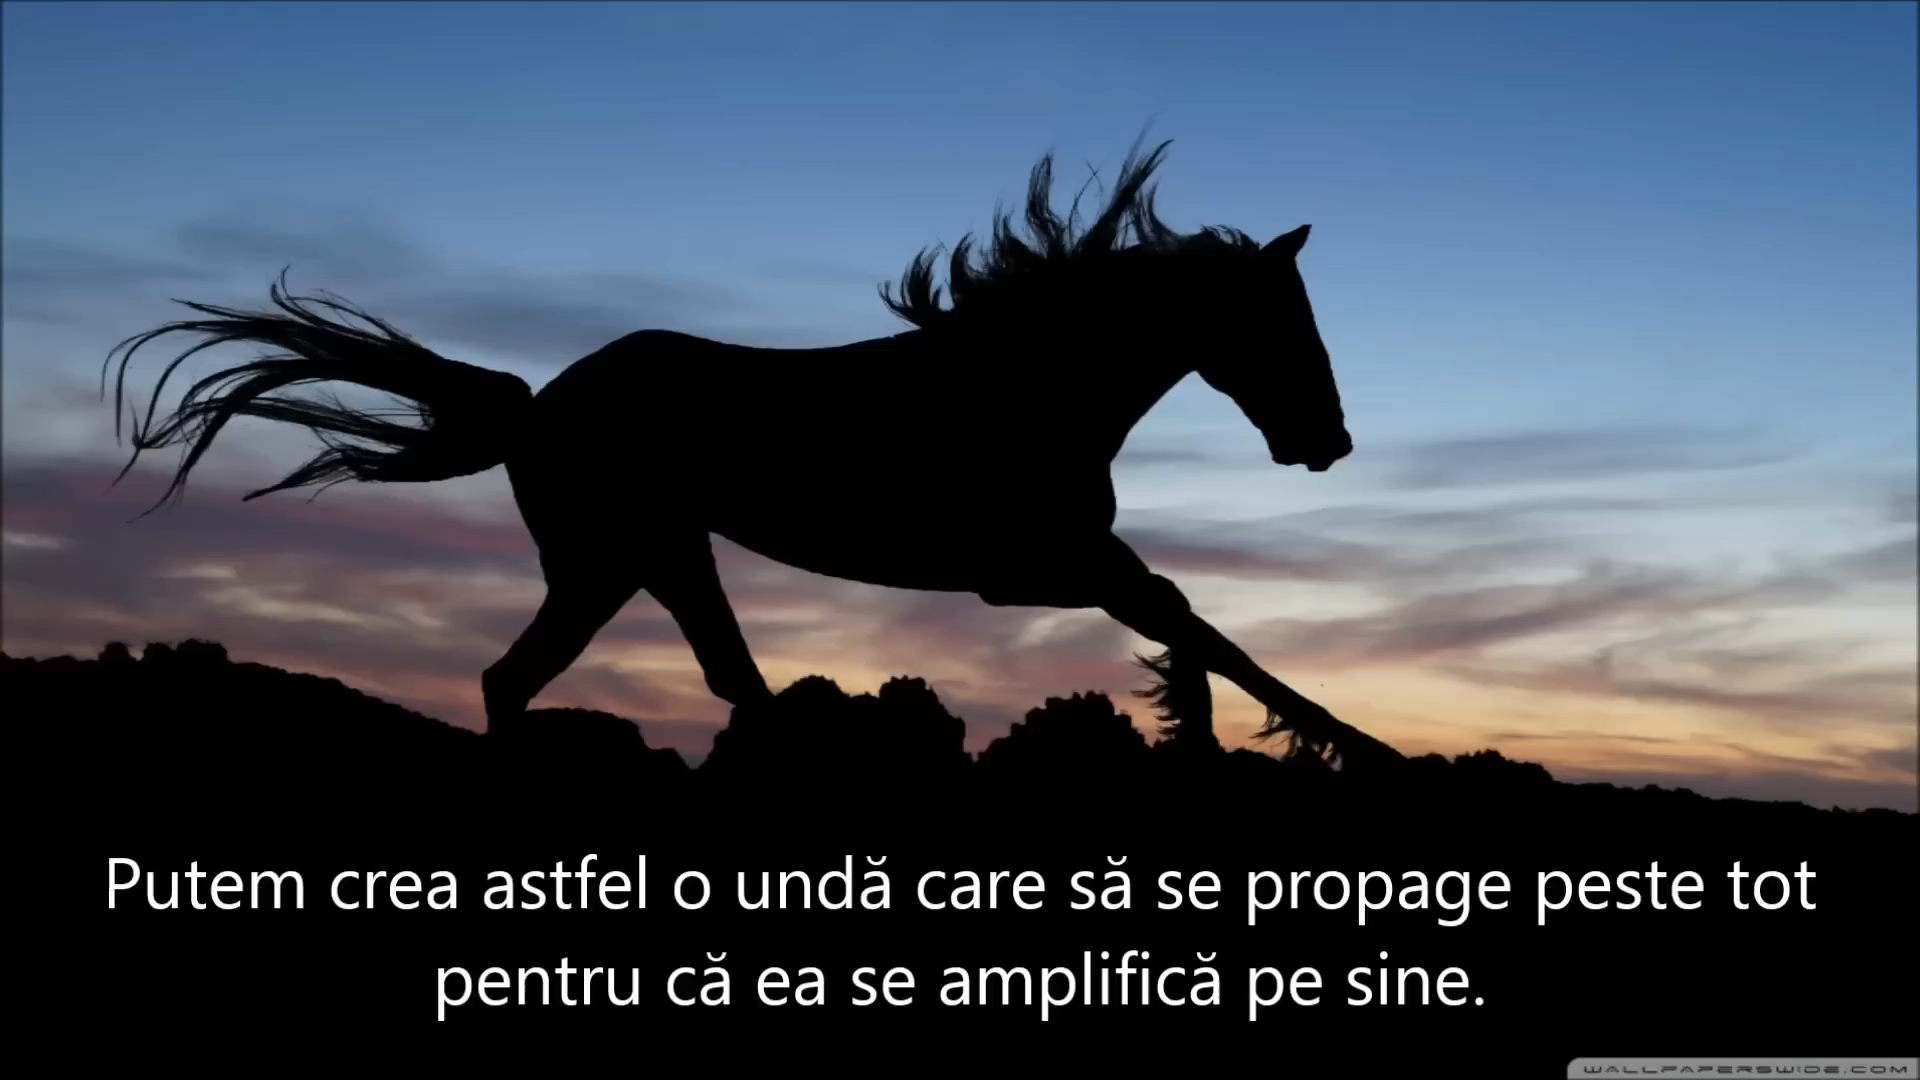 Putem crea astfel o undă care să se propage peste tot
pentru că ea se amplifică pe sine.
WALLPAPERSWIDE.COM